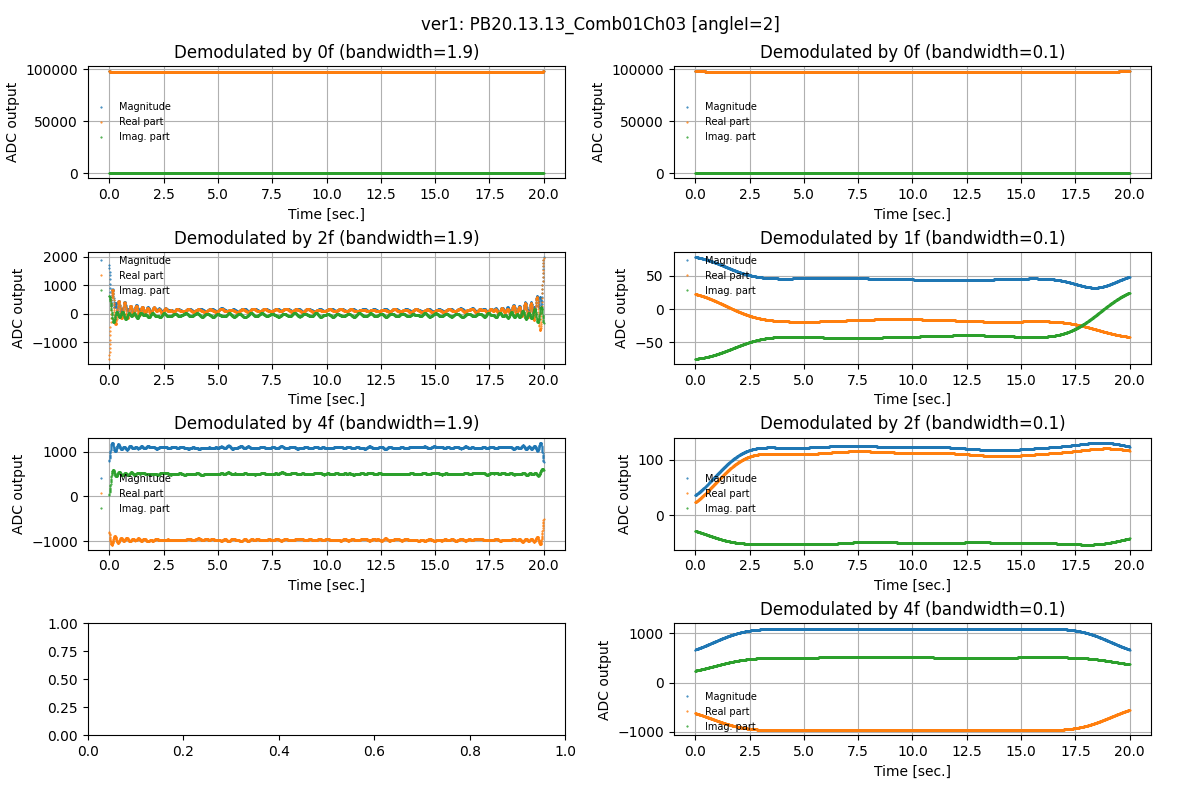 ver1: PB20.13.13_Comb01Ch03 [angleI=2]
Demodulated by 0f (bandwidth=1.9)
100000
50000
0
ADC output
Magnitude
Real part
Imag. part
0.0 2.5 5.0 7.5 10.0 12.5 15.0 17.5 20.0
Time [sec.]
Demodulated by 0f (bandwidth=0.1)
100000
50000
0
ADC output
Magnitude
Real part
Imag. part
0.0 2.5 5.0 7.5 10.0 12.5 15.0 17.5 20.0
Time [sec.]
Demodulated by 2f (bandwidth=1.9)
2000
1000
0
−1000
ADC output
Magnitude
Real part
Imag. part
0.0 2.5 5.0 7.5 10.0 12.5 15.0 17.5 20.0
Time [sec.]
Demodulated by 1f (bandwidth=0.1)
50
0
−50
ADC output
Magnitude
Real part
Imag. part
0.0 2.5 5.0 7.5 10.0 12.5 15.0 17.5 20.0
Time [sec.]
Demodulated by 4f (bandwidth=1.9)
1000
0
−1000
ADC output
Magnitude
Real part
Imag. part
0.0 2.5 5.0 7.5 10.0 12.5 15.0 17.5 20.0
Time [sec.]
Demodulated by 2f (bandwidth=0.1)
100
0
ADC output
Magnitude
Real part
Imag. part
0.0 2.5 5.0 7.5 10.0 12.5 15.0 17.5 20.0
Time [sec.]
1.00
0.75
0.50
0.25
0.00
0.0 0.2 0.4 0.6 0.8 1.0
Demodulated by 4f (bandwidth=0.1)
1000
0
−1000
ADC output
Magnitude
Real part
Imag. part
0.0 2.5 5.0 7.5 10.0 12.5 15.0 17.5 20.0
Time [sec.]